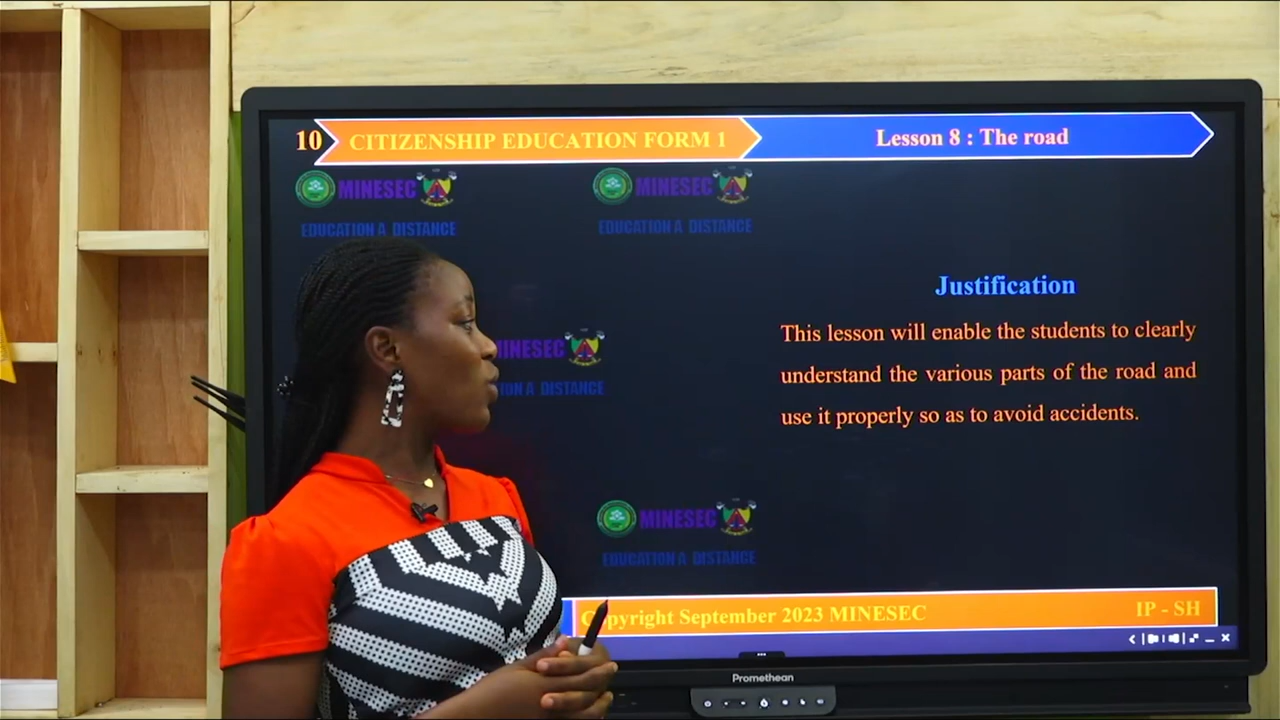 10 CITIZENSHIP EDUCATION FORM 1 Lesson 8 : The road
MINESEC MINESEC
EDUCATION A DISTANCE EDUCATION A DISTANCE
Justification
This lesson will enable the students to clearly
understand the various parts of the road and
use it properly so as to avoid accidents.
MINESEC
DISTANCE
MINESEC
EDUCATION A DISTANCE
Copyright September 2023 MINESEC IP - SH
Promethean